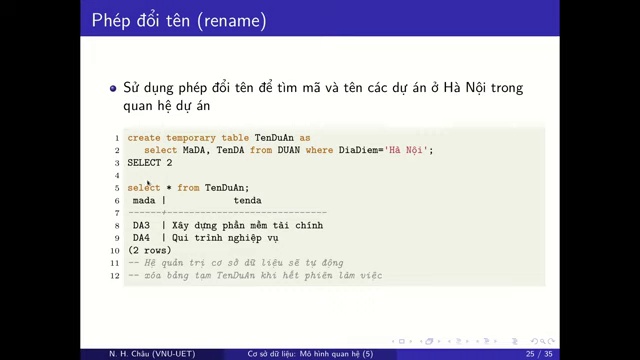 Phép đổi tên (rename)
Sử dụng phép đổi tên để tìm mã và tên các dự án ở Hà Nội trong
quan hệ dự án
1 create temporary table TenDuAn as
2 select MaDA, TenDA from DUAN where DiaDiem='Hà Nội';
3 SELECT 2
4
5 select * from TenDuAn;
6 mada | tenda
7 ------+----------------------------
8 DA3 | Xây dựng phần mềm tài chính
9 DA4 | Qui trình nghiệp vụ
10 (2 rows)
11 -- Hệ quản trị cơ sở dữ liệu sẽ tự động
12 -- xóa bảng tạm TenDuAn khi hết phiên làm việc
N. H. Châu (VNU-UET) Cơ sở dữ liệu: Mô hình quan hệ (5) 25 / 35